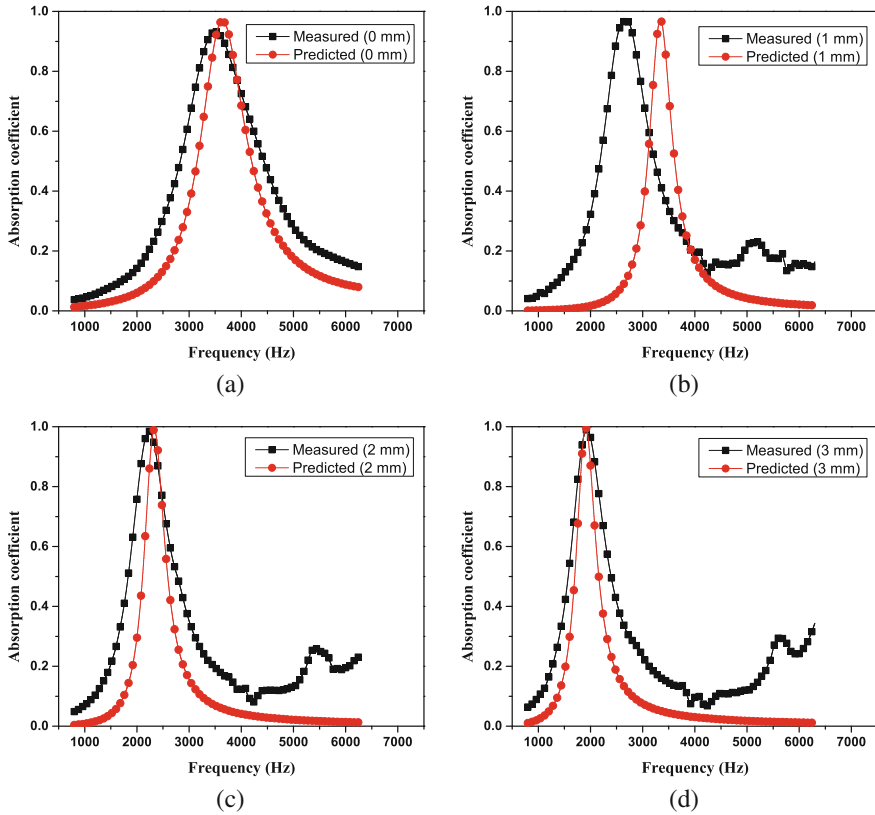 Measured (0 mm)
Predicted (0 mm)
Absorption coefficient
1.0
0.8
0.6
0.4
0.2
0.0
1000 2000 3000 4000 5000 6000 7000
Frequency (Hz)
(a)
Measured (1 mm)
Predicted (1 mm)
Absorption coefficient
1.0
0.8
0.6
0.4
0.2
0.0
1000 2000 3000 4000 5000 6000 7000
Frequency (Hz)
(b)
Measured (2 mm)
Predicted (2 mm)
Absorption coefficient
1.0
0.8
0.6
0.4
0.2
0.0
1000 2000 3000 4000 5000 6000 7000
Frequency (Hz)
(c)
Measured (3 mm)
Predicted (3 mm)
Absorption coefficient
1.0
0.8
0.6
0.4
0.2
0.0
1000 2000 3000 4000 5000 6000 7000
Frequency (Hz)
(d)